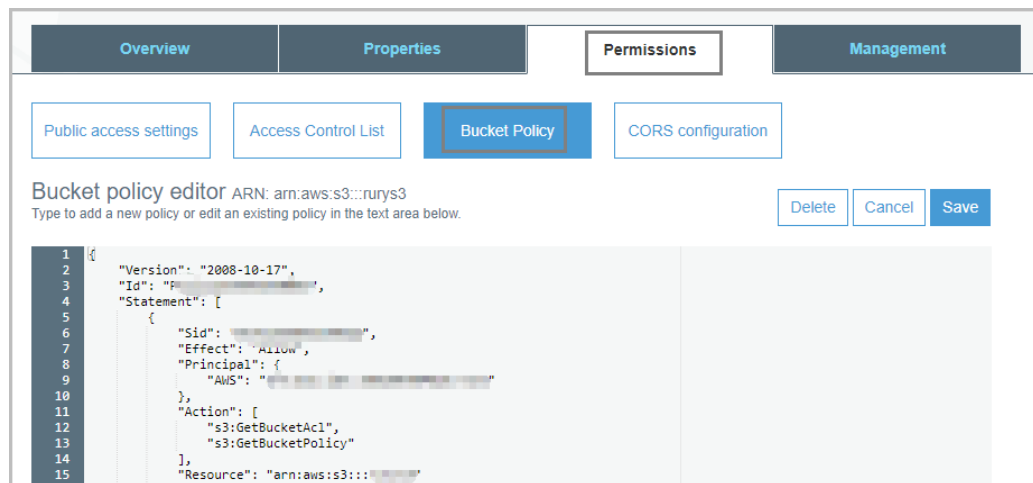 Overview Properties Permissions Management
Public access settings Access Control List Bucket Policy CORS configuration
Bucket policy editor ARN: arn:aws:s3:::rurys3
Type to add a new policy or edit an existing policy in the text area below.
Delete Cancel Save
1 {
2 "Version": "2008-10-17",
3 "Id": "P ",
4 "Statement": [
5 {
6 "Sid": " ",
7 "Effect": "Allow",
8 "Principal": {
9 "AWS": " "
10 },
11 "Action": [
12 "s3:GetBucketAcl",
13 "s3:GetBucketPolicy"
14 ],
15 "Resource": "arn:aws:s3::: "